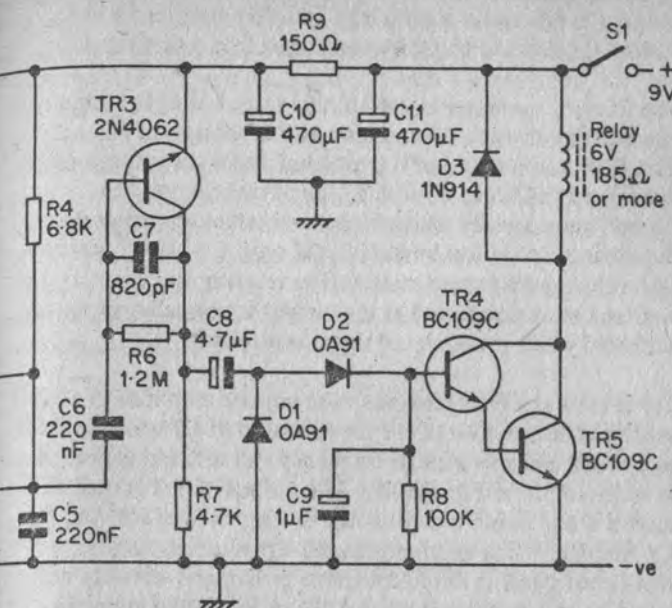 R9
150Ω
S1
+
9V
TR3
2N4062
C10
470μF
C11
470μF
D3
1N914
Relay
6V
185Ω
or more
R4
6·8K
C7
820pF
C8
4·7μF
D2
OA91
TR4
BC109C
R6
1·2M
C6
220
nF
D1
OA91
TR5
BC109C
R7
4·7K
C9
1μF
R8
100K
C5
220nF
-ve